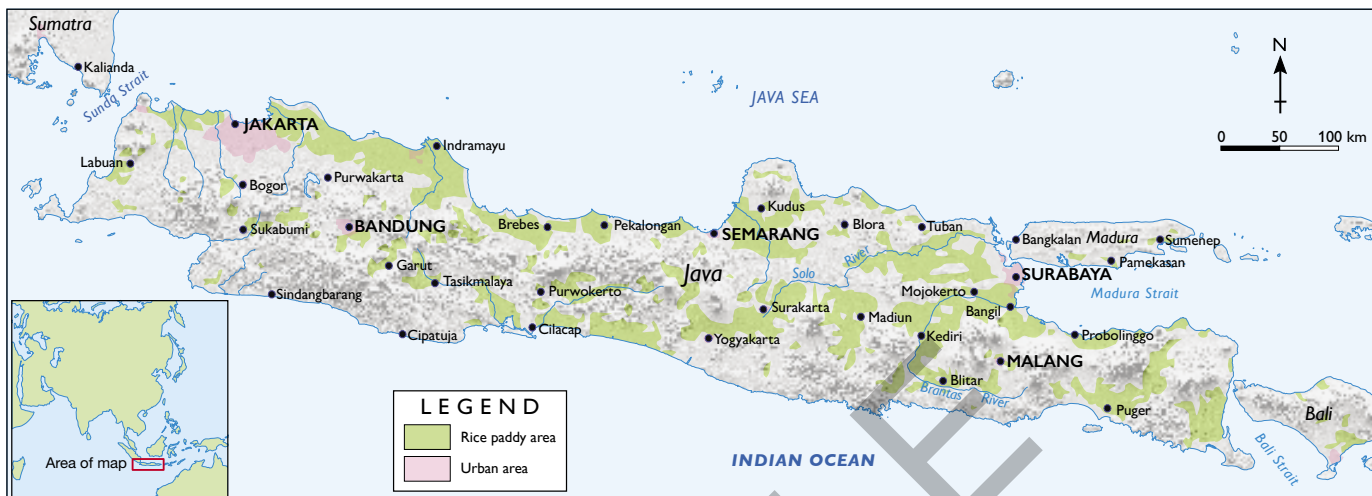 Sumatra
Kalianda
Sunda Strait
JAVA SEA
N
0 50 100 km
JAKARTA
Indramayu
Labuan
Bogor
Purwakarta
Sukabumi
BANDUNG
Brebes
Pekalongan
SEMARANG
Kudus
Blora
Tuban
Bangkalan
Madura
Sumenep
Pamekasan
SURABAYA
Madura Strait
Garut
Tasikmalaya
Java
Solo River
Mojokerto
Sindangbarang
Purwokerto
Surakarta
Madiun
Bangil
Cipatuja
Cilacap
Yogyakarta
Kediri
Probolinggo
MALANG
Blitar
Brantas River
Puger
Bali
Bali Strait
INDIAN OCEAN
LEGEND
Rice paddy area
Urban area
Area of map